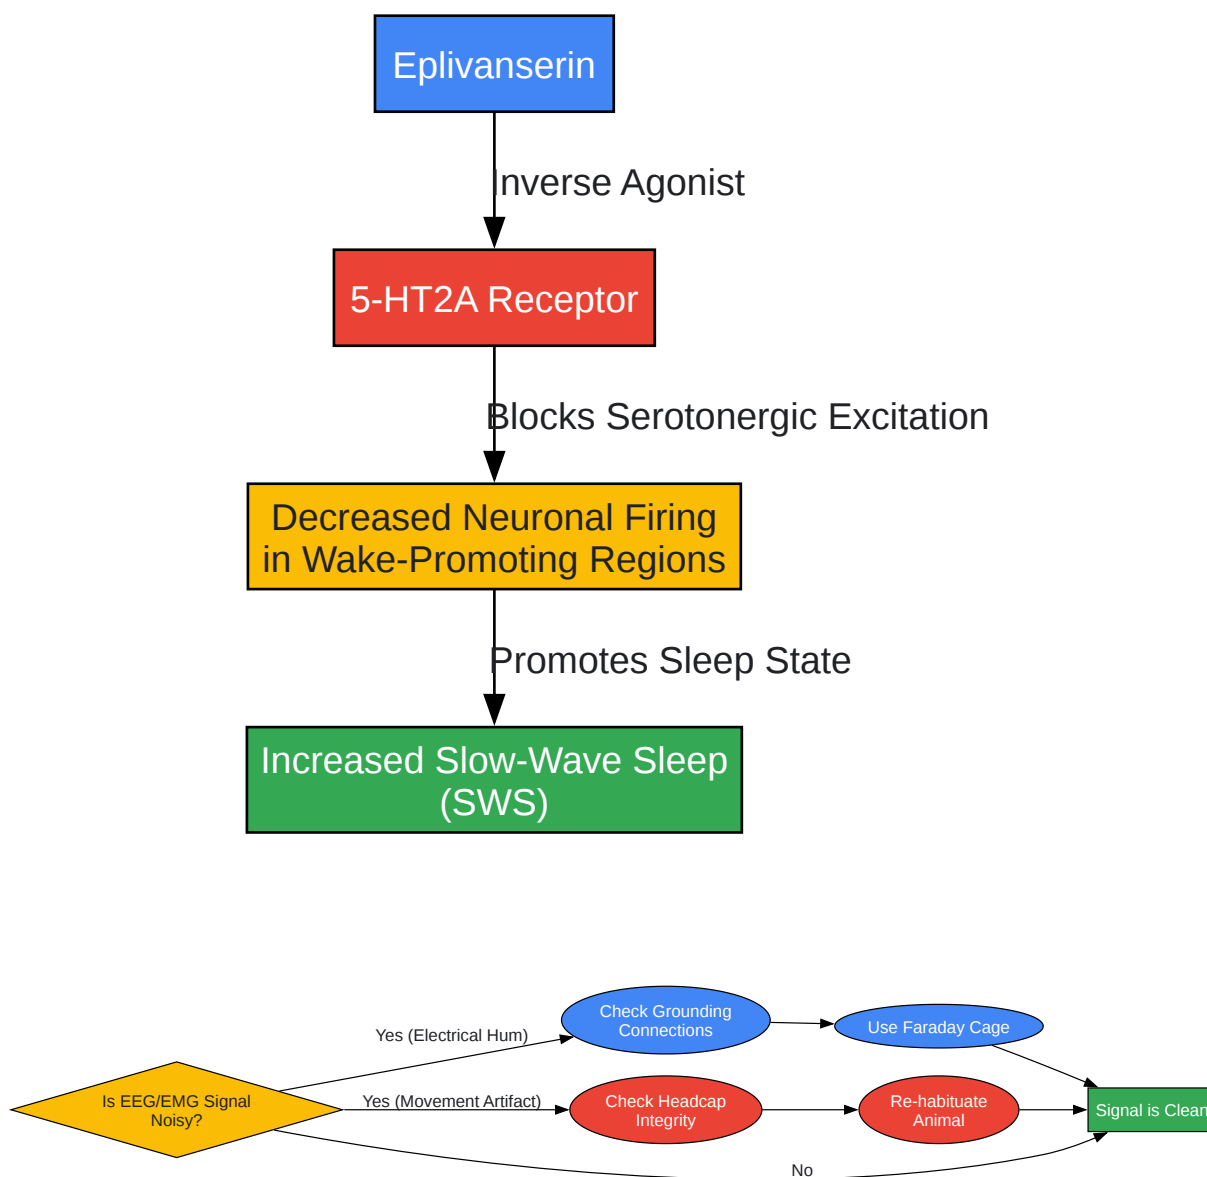 Eplivanserin
Inverse Agonist
5-HT2A Receptor
Blocks Serotonergic Excitation
Decreased Neuronal Firing
in Wake-Promoting Regions
Promotes Sleep State
Increased Slow-Wave Sleep
(SWS)
Check Grounding
Connections
Use Faraday Cage
Yes (Electrical Hum)
Is EEG/EMG Signal
Noisy?
Yes (Movement Artifact)
Check Headcap
Integrity
Re-habituate
Animal
Signal is Clean
No